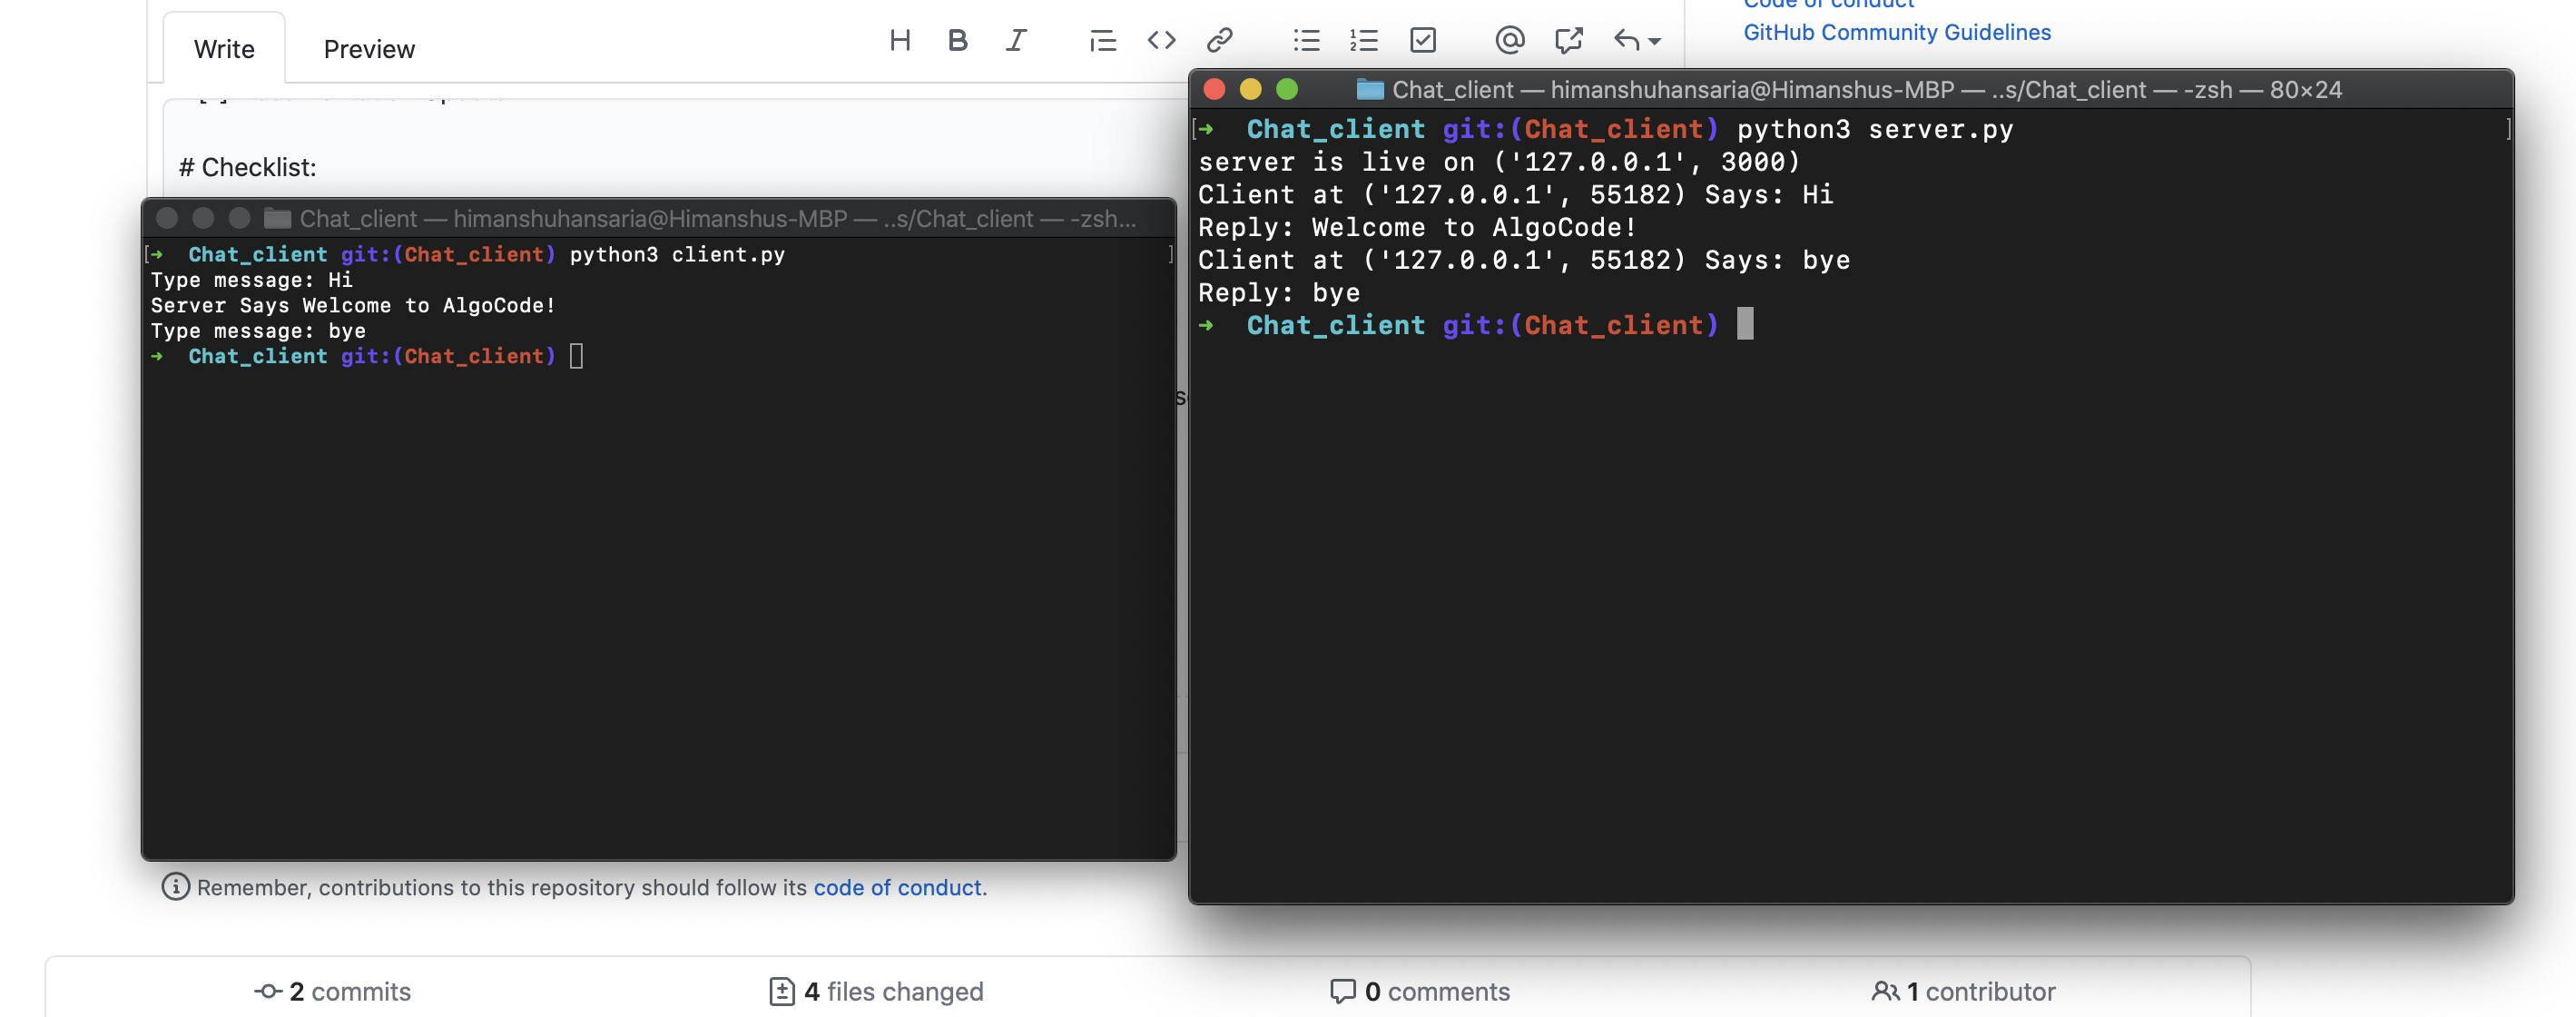 Code of conduct
Write Preview
GitHub Community Guidelines
# Checklist:
Chat_client — himanshuhansaria@Himanshus-MBP — ..s/Chat_client — -zsh — 80×24
[➜ Chat_client git:(Chat_client) python3 server.py ]
server is live on ('127.0.0.1', 3000)
Client at ('127.0.0.1', 55182) Says: Hi
Reply: Welcome to AlgoCode!
Client at ('127.0.0.1', 55182) Says: bye
Reply: bye
➜ Chat_client git:(Chat_client)
Chat_client — himanshuhansaria@Himanshus-MBP — ..s/Chat_client — -zsh...
[➜ Chat_client git:(Chat_client) python3 client.py ]
Type message: Hi
Server Says Welcome to AlgoCode!
Type message: bye
➜ Chat_client git:(Chat_client)
Remember, contributions to this repository should follow its code of conduct.
2 commits 4 files changed 0 comments 1 contributor